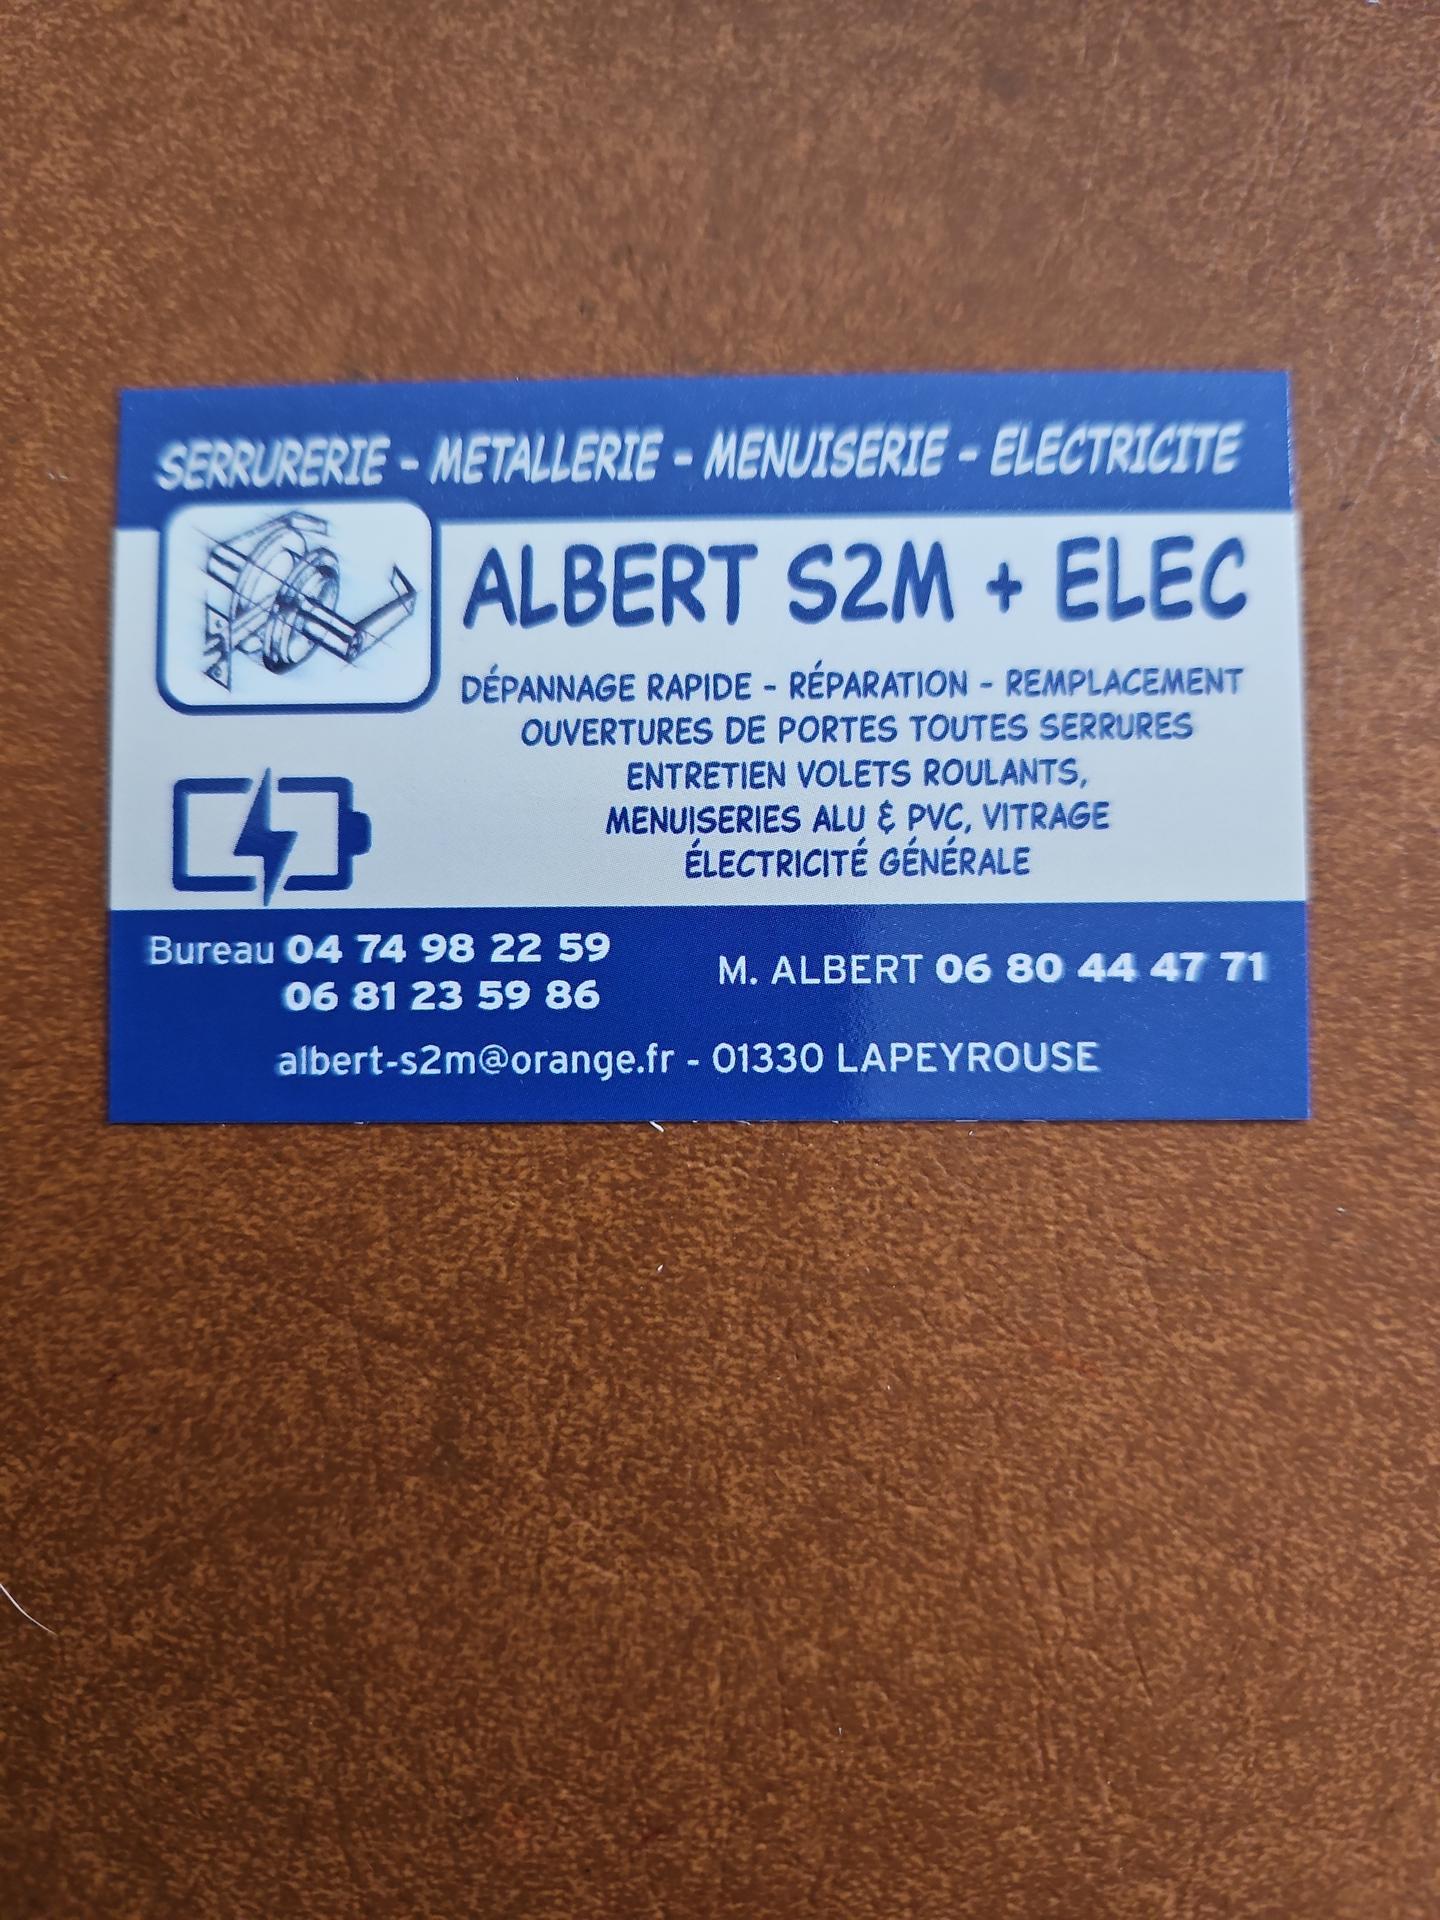 SERRURERIE - METALLERIE - MENUISERIE - ELECTRICITE
ALBERT S2M + ELEC
DÉPANNAGE RAPIDE - RÉPARATION - REMPLACEMENT
OUVERTURES DE PORTES TOUTES SERRURES
ENTRETIEN VOLETS ROULANTS,
MENUISERIES ALU & PVC, VITRAGE
ÉLECTRICITÉ GÉNÉRALE
Bureau 04 74 98 22 59
06 81 23 59 86
M. ALBERT 06 80 44 47 71
albert-s2m@orange.fr - 01330 LAPEYROUSE